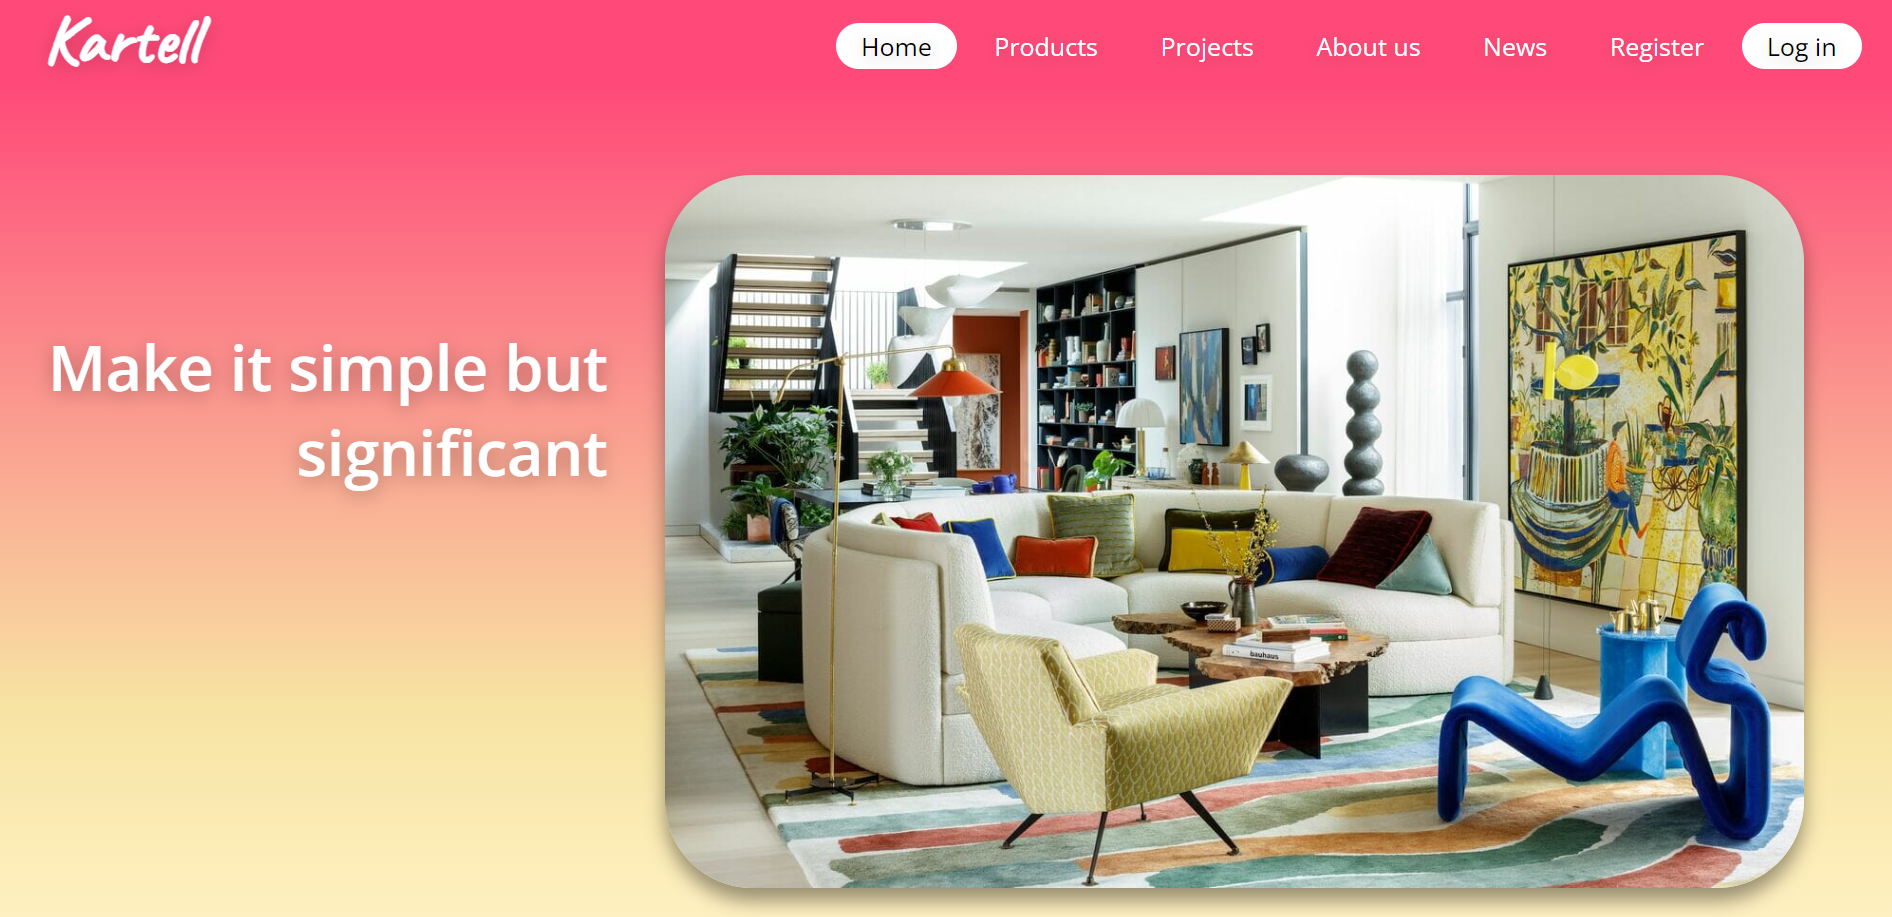 Kartell
Home Products Projects About us News Register Log in
Make it simple but
significant
bauhaus